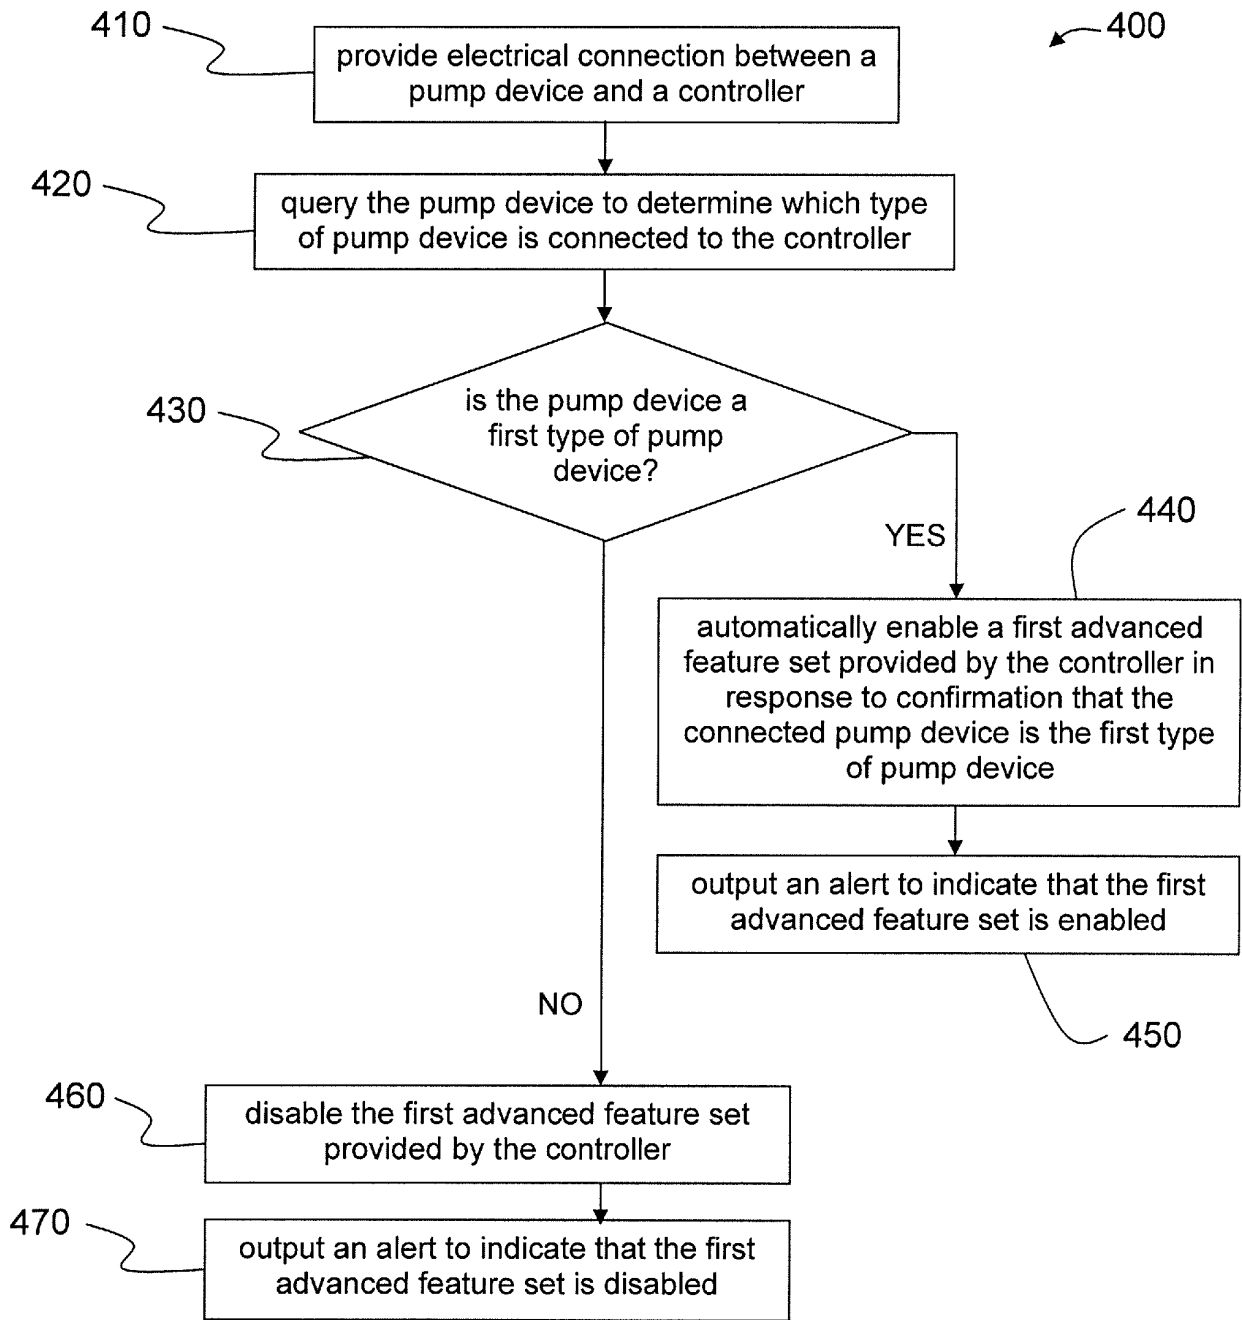 410
400
provide electrical connection between a
pump device and a controller
420
query the pump device to determine which type
of pump device is connected to the controller
430
is the pump device a
first type of pump
device?
YES
440
automatically enable a first advanced
feature set provided by the controller in
response to confirmation that the
connected pump device is the first type
of pump device
output an alert to indicate that the first
advanced feature set is enabled
450
NO
460
disable the first advanced feature set
provided by the controller
470
output an alert to indicate that the first
advanced feature set is disabled